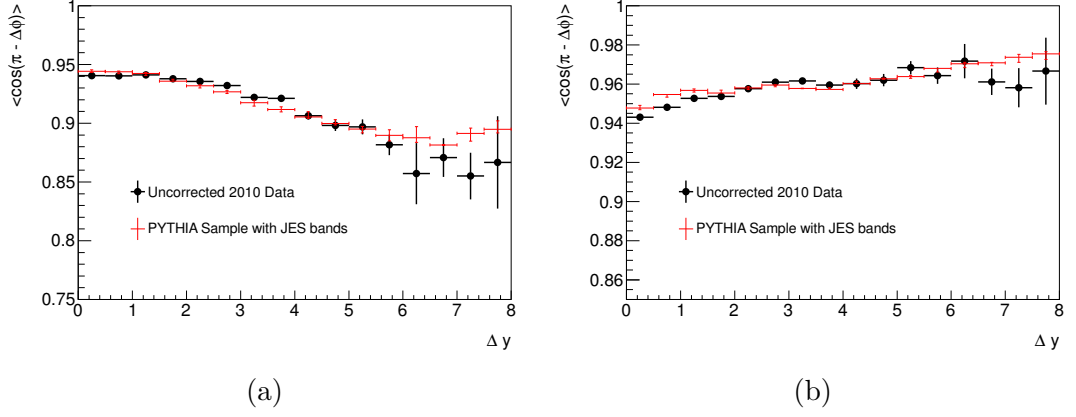 <cos(π - Δϕ)>
1
0.95
0.9
0.85
0.8
0.75
Uncorrected 2010 Data
PYTHIA Sample with JES bands
0 1 2 3 4 5 6 7 8
Δ y
(a)
<cos(π - Δϕ)>
1
0.98
0.96
0.94
0.92
0.9
0.88
0.86
Uncorrected 2010 Data
PYTHIA Sample with JES bands
0 1 2 3 4 5 6 7 8
Δ y
(b)